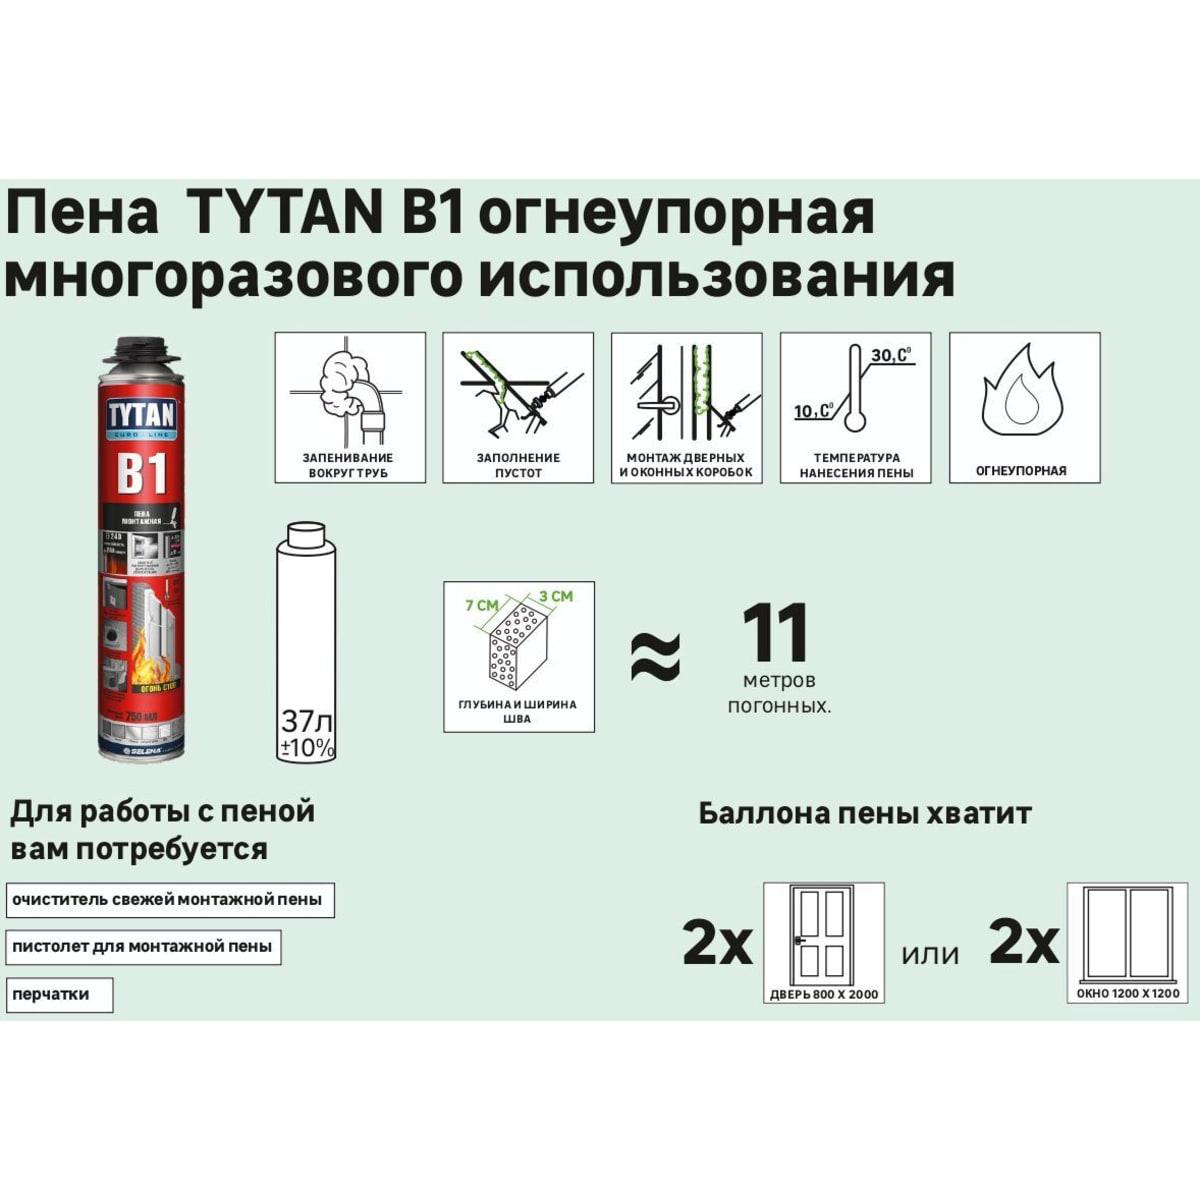 Пена TYTAN B1 огнеупорная
многоразового использования
TYTAN
EURO-LINE
B1
ПЕНА
МОНТАЖНАЯ
ОГОНЬ СТОП
750 МЛ
SELENA
ЗАПЕНИВАНИЕ
ВОКРУГ ТРУБ
ЗАПОЛНЕНИЕ
ПУСТОТ
МОНТАЖ ДВЕРНЫХ
И ОКОННЫХ КОРОБОК
30,С⁰
10,С⁰
ТЕМПЕРАТУРА
НАНЕСЕНИЯ ПЕНЫ
ОГНЕУПОРНАЯ
37л
±10%
7 СМ
3 СМ
ГЛУБИНА И ШИРИНА
ШВА
≈
11
метров
погонных.
Для работы с пеной
вам потребуется
очиститель свежей монтажной пены
пистолет для монтажной пены
перчатки
Баллона пены хватит
2x
ДВЕРЬ 800 X 2000
или
2x
ОКНО 1200 X 1200